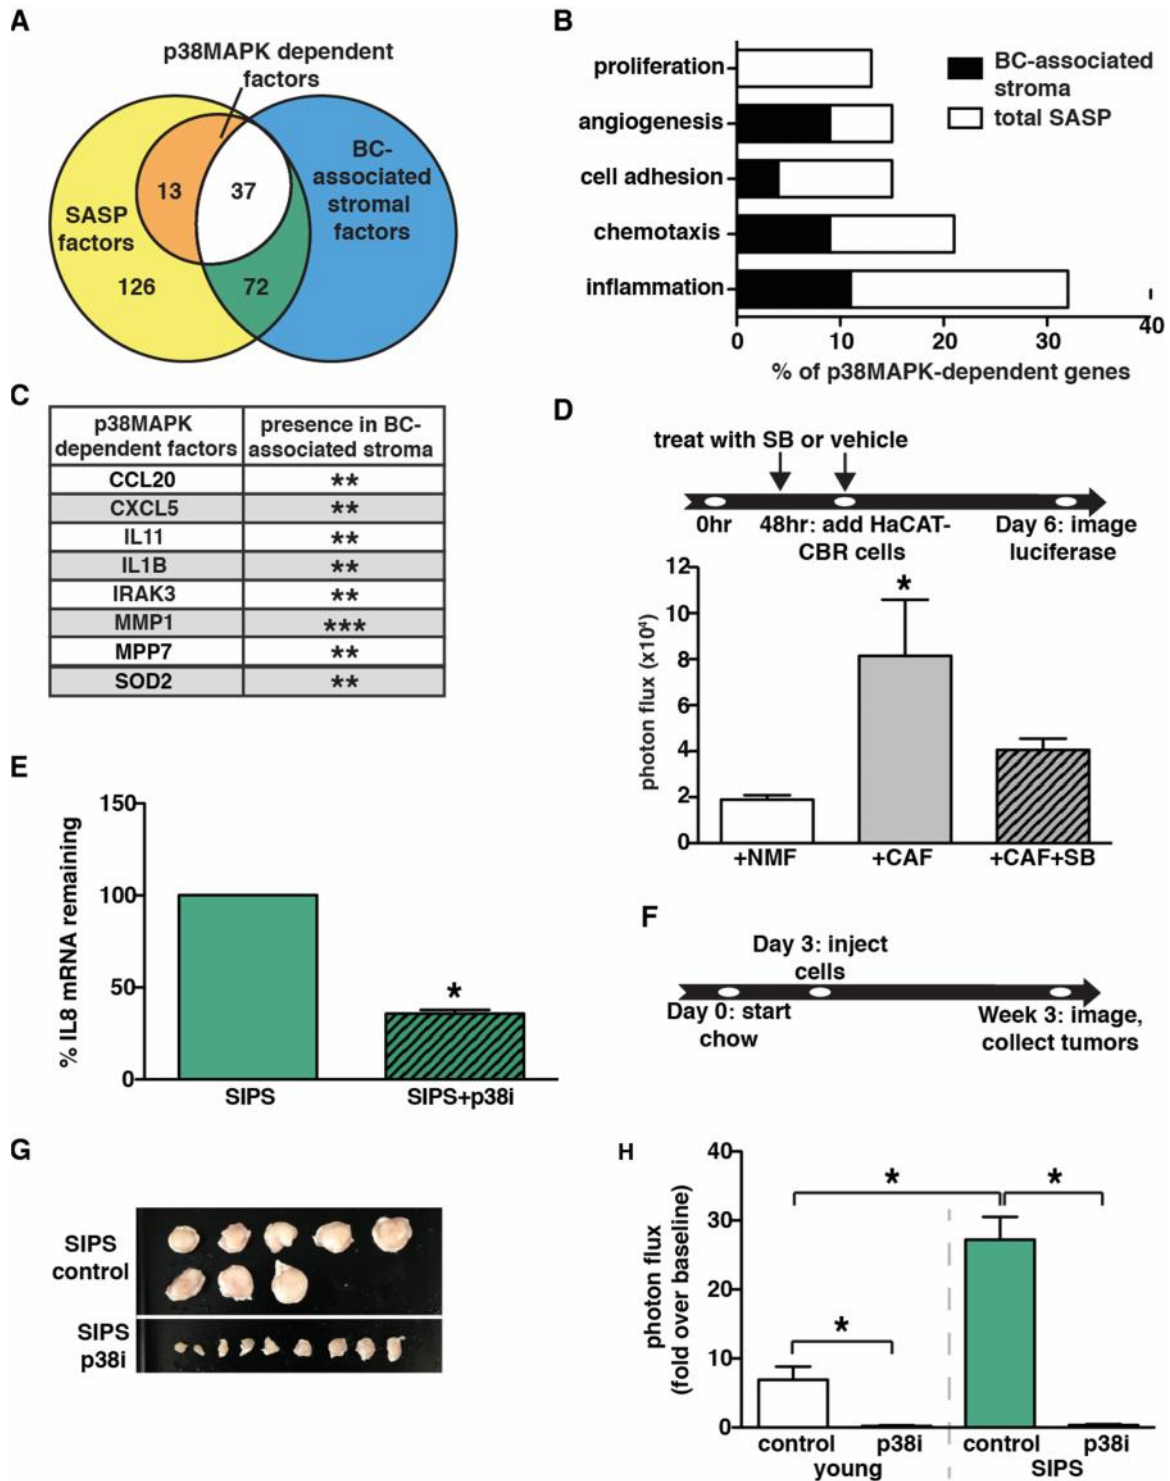 A
p38MAPK dependent
factors
SASP
factors
13
37
BC-
associated
stromal
factors
126
72
B
proliferation
angiogenesis
cell adhesion
chemotaxis
inflammation
BC-associated
stroma
total SASP
0
10
20
30
40
% of p38MAPK-dependent genes
C
p38MAPK
dependent factors
presence in BC-
associated stroma
CCL20 **
CXCL5 **
IL11 **
IL1B **
IRAK3 **
MMP1 ***
MPP7 **
SOD2 **
D
treat with SB or vehicle
0hr
48hr: add HaCAT-
CBR cells
Day 6: image
luciferase
photon flux (x10⁴)
12
10
8
6
4
2
0
*
+NMF
+CAF
+CAF+SB
E
% IL8 mRNA remaining
150
100
50
0
*
SIPS
SIPS+p38i
F
Day 3: inject
cells
Day 0: start
chow
Week 3: image,
collect tumors
G
SIPS
control
SIPS
p38i
H
photon flux
(fold over baseline)
40
30
20
10
0
*
*
*
control
p38i
control
p38i
young
SIPS